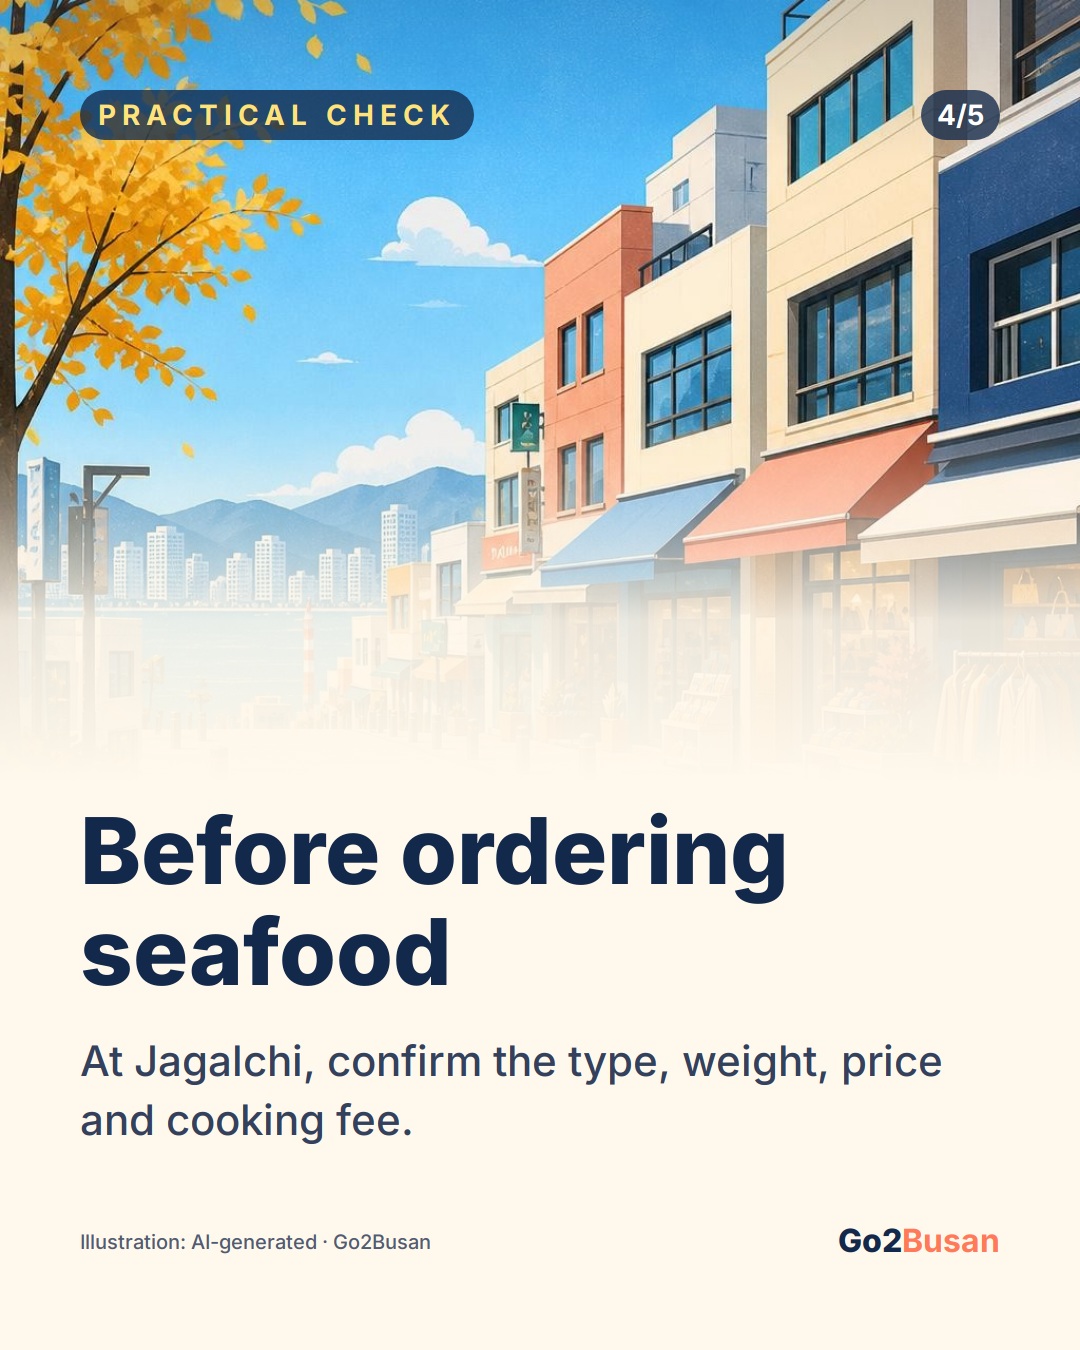 PRACTICAL CHECK
4/5
Before ordering
seafood
At Jagalchi, confirm the type, weight, price
and cooking fee.
Illustration: AI-generated · Go2Busan
Go2Busan